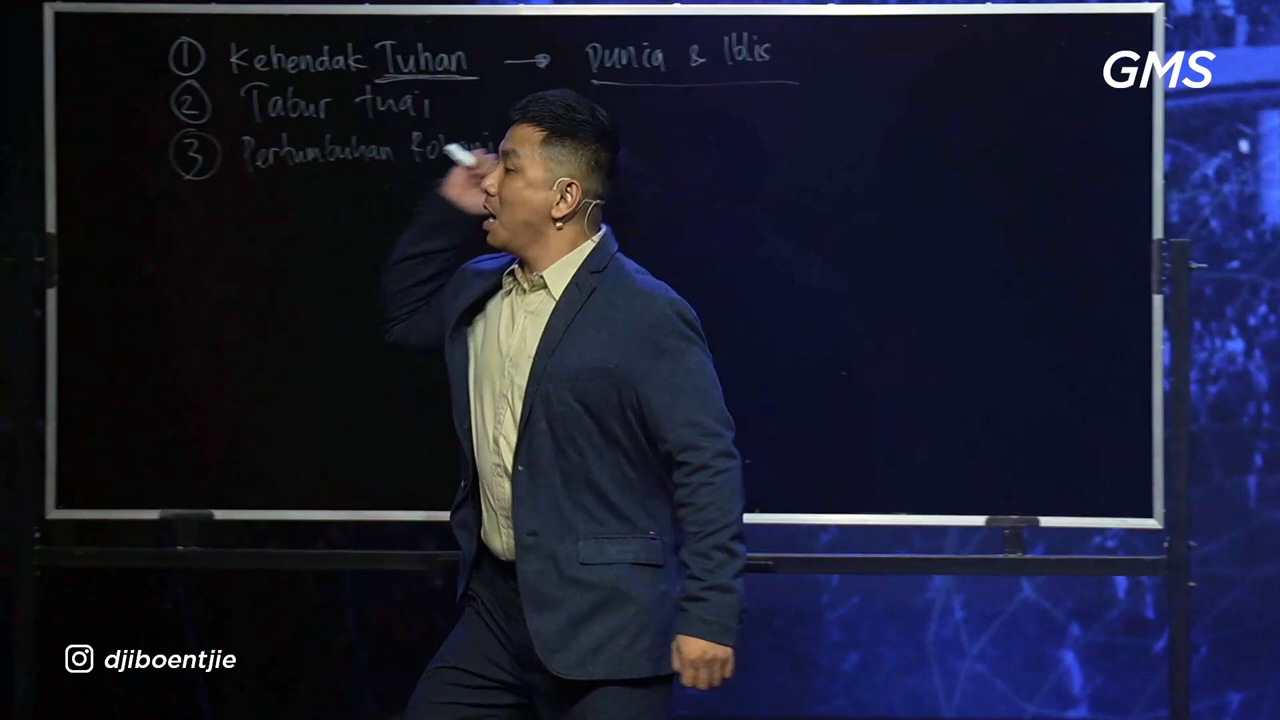 ① Kehendak Tuhan → Dunia & Iblis
② Tabur tuai
③ Pertumbuhan
GMS
djiboentjie